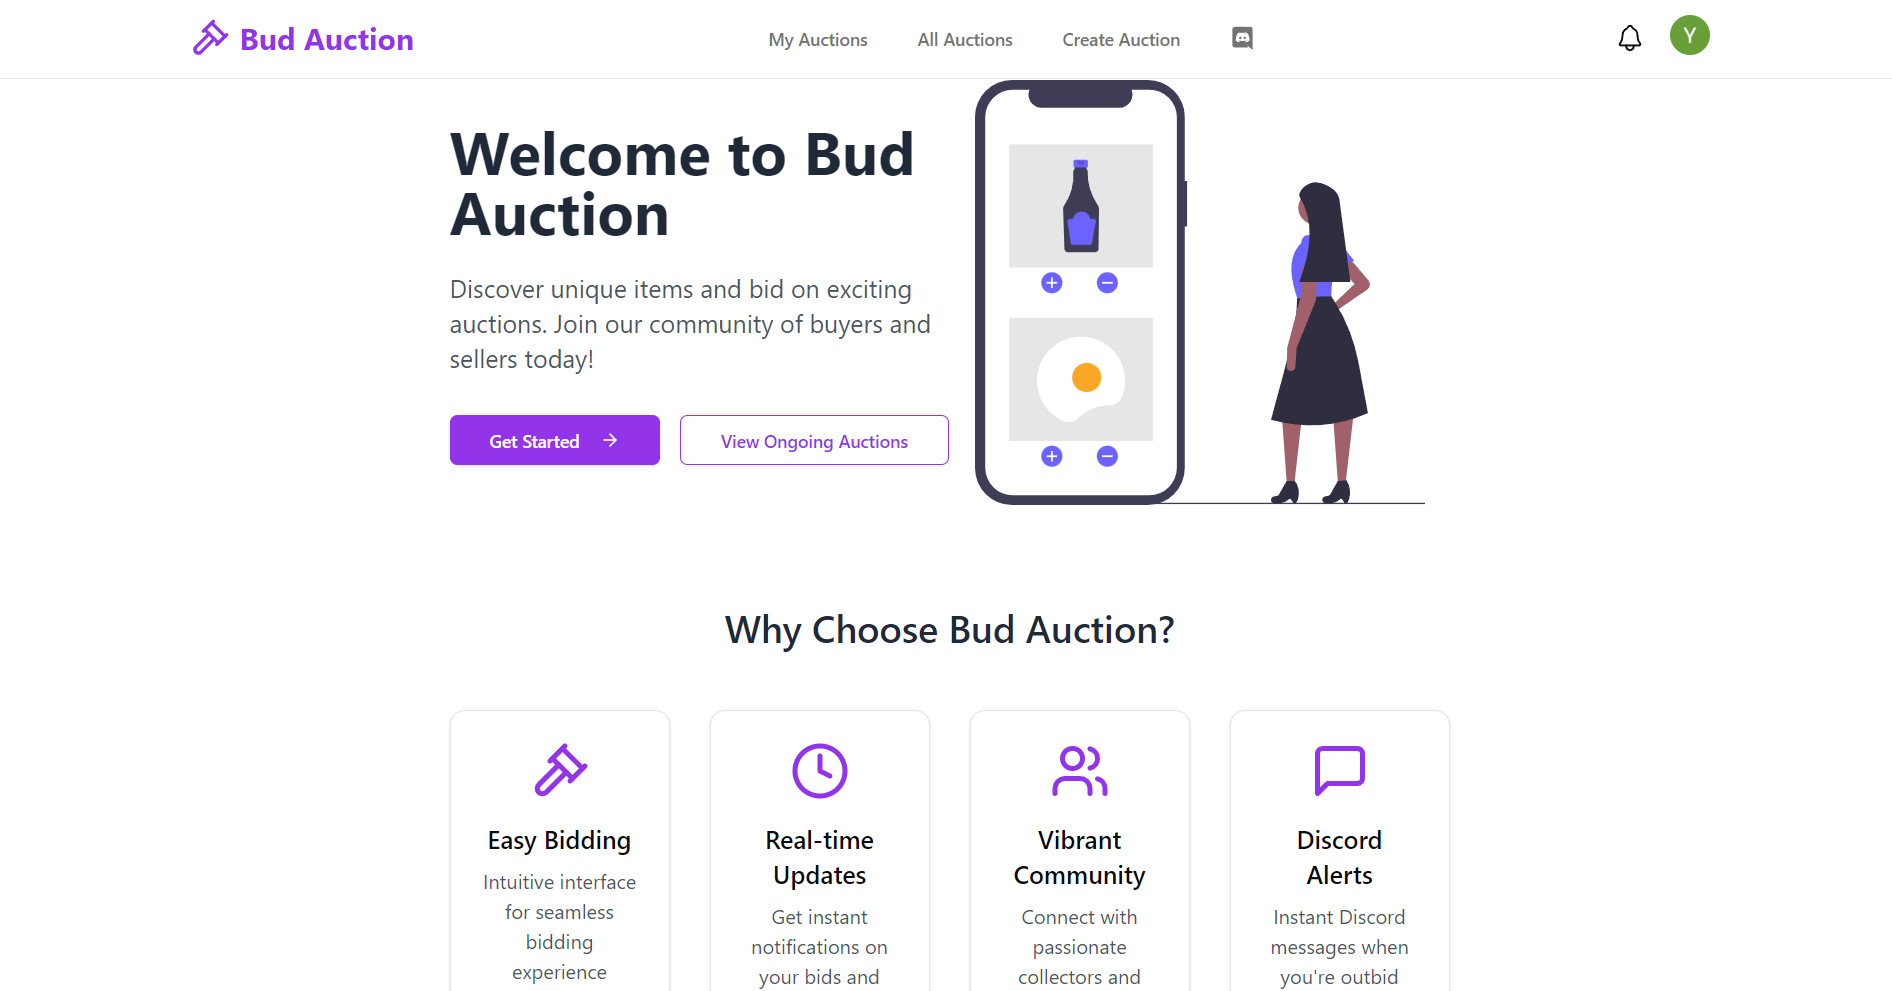 Bud Auction
My Auctions
All Auctions
Create Auction
Y
Welcome to Bud
Auction
Discover unique items and bid on exciting
auctions. Join our community of buyers and
sellers today!
Get Started
View Ongoing Auctions
Why Choose Bud Auction?
Easy Bidding
Intuitive interface
for seamless
bidding
experience
Real-time
Updates
Get instant
notifications on
your bids and
Vibrant
Community
Connect with
passionate
collectors and
Discord
Alerts
Instant Discord
messages when
you're outbid